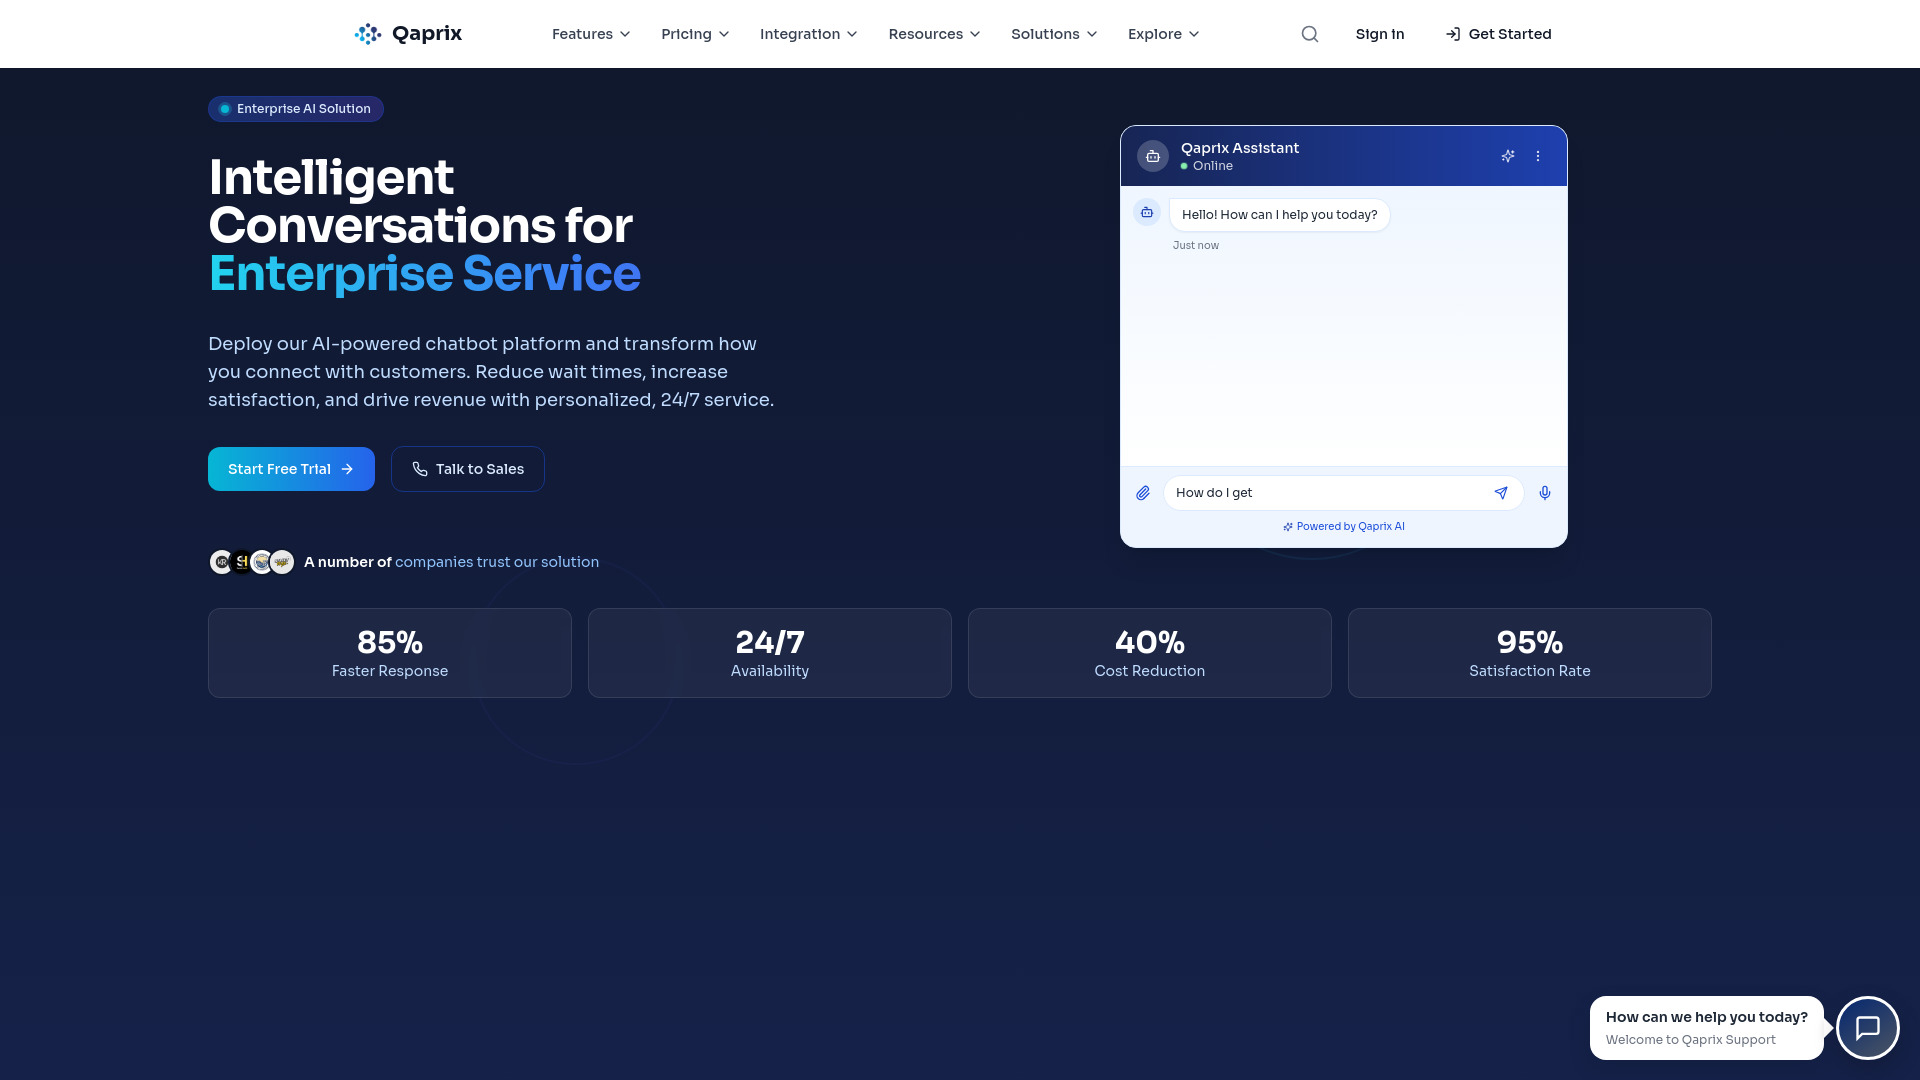 Qaprix
Features
Pricing
Integration
Resources
Solutions
Explore
Sign in
Get Started
Enterprise AI Solution
Intelligent
Conversations for
Enterprise Service
Deploy our AI-powered chatbot platform and transform how
you connect with customers. Reduce wait times, increase
satisfaction, and drive revenue with personalized, 24/7 service.
Start Free Trial
Talk to Sales
A number of companies trust our solution
Qaprix Assistant
Online
Hello! How can I help you today?
Just now
How do I get
Powered by Qaprix AI
85%
Faster Response
24/7
Availability
40%
Cost Reduction
95%
Satisfaction Rate
How can we help you today?
Welcome to Qaprix Support